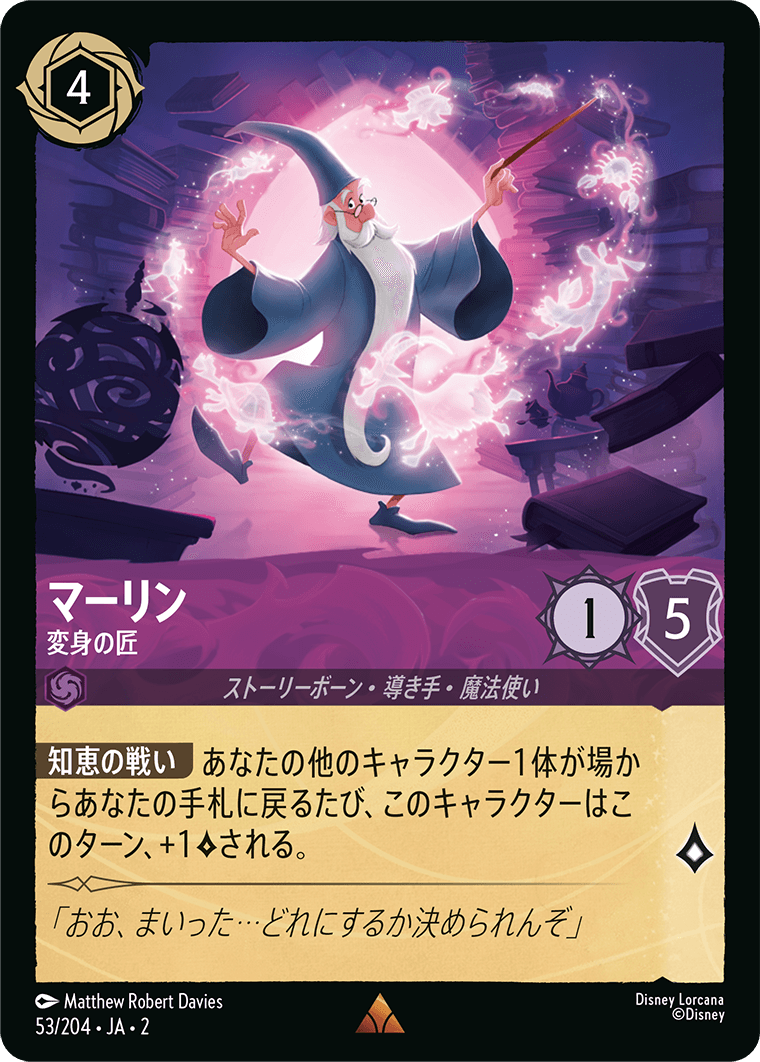 4
マーリン
変身の匠
1
5
ストーリーボーン・導き手・魔法使い
知恵の戦い あなたの他のキャラクター1体が場か
らあなたの手札に戻るたび、このキャラクターはこ
のターン、+1される。
「おお、まいった…どれにするか決められんぞ」
Matthew Robert Davies
53/204・JA・2
Disney Lorcana
©Disney